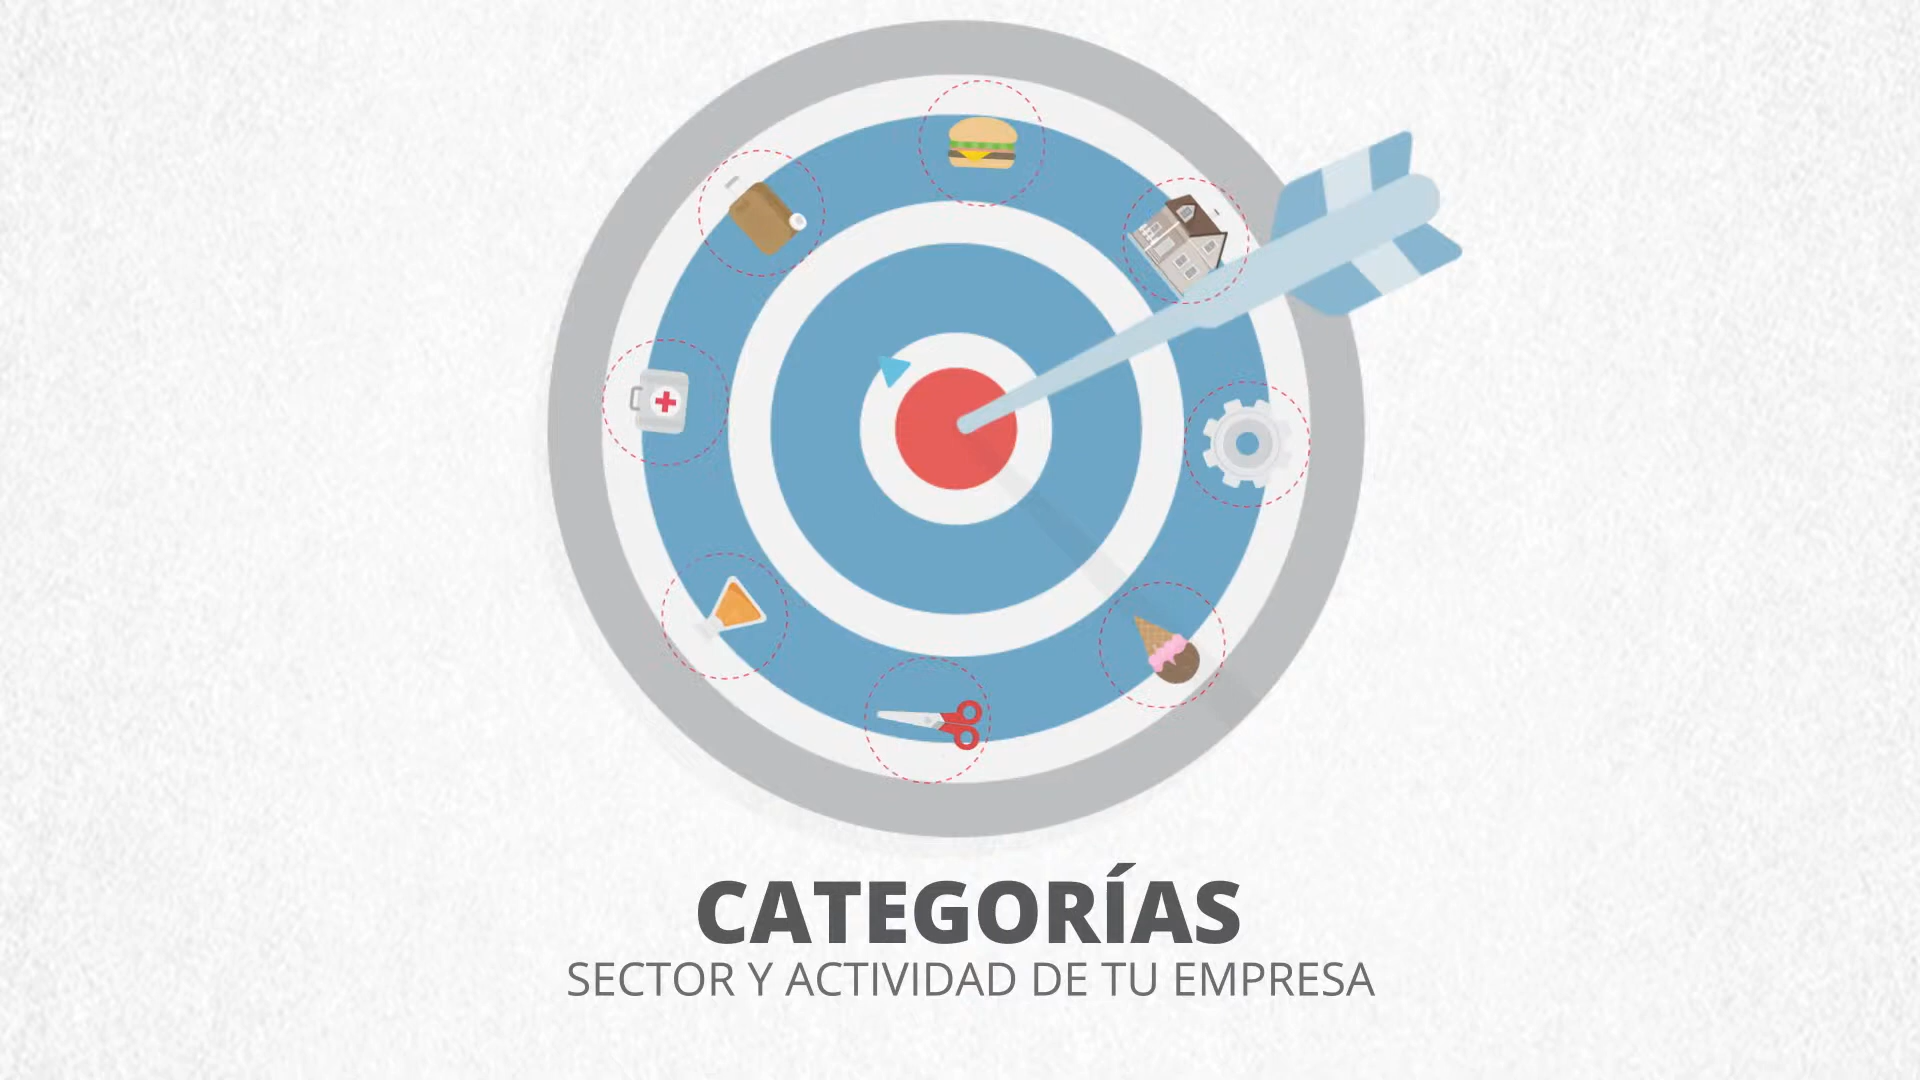 CATEGORÍAS
SECTOR Y ACTIVIDAD DE TU EMPRESA